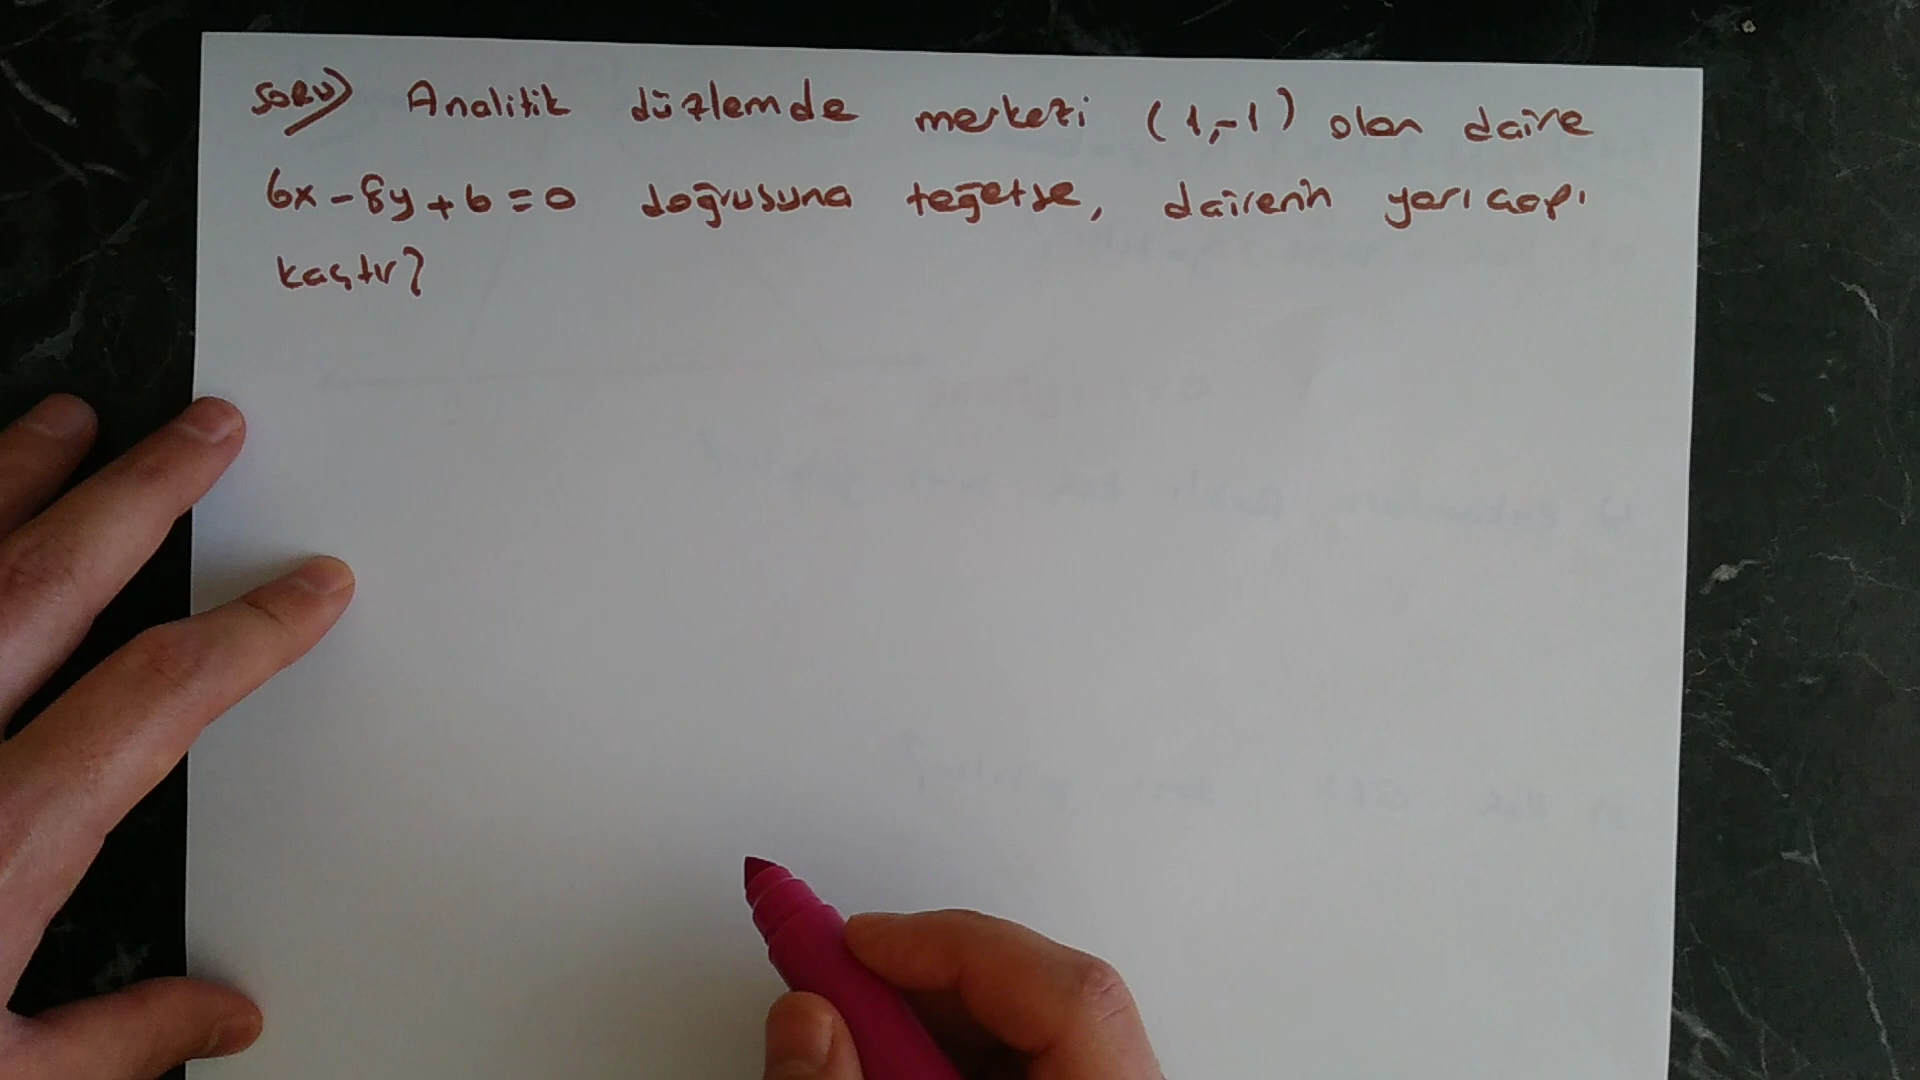 Soru) Analitik düzlemde merkezi (1,-1) olan daire
6x-8y+6=0 doğrusuna teğetse, dairenin yarıçapı
kaçtır?